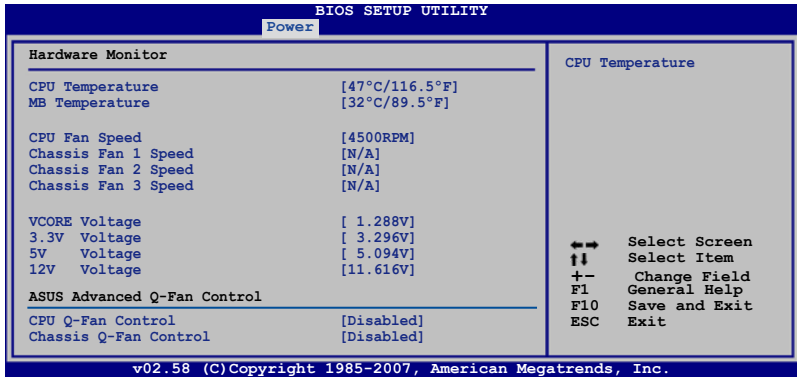 BIOS SETUP UTILITY
Power
Hardware Monitor
CPU Temperature [47°C/116.5°F]
MB Temperature [32°C/89.5°F]
CPU Fan Speed [4500RPM]
Chassis Fan 1 Speed [N/A]
Chassis Fan 2 Speed [N/A]
Chassis Fan 3 Speed [N/A]
VCORE Voltage [ 1.288V]
3.3V Voltage [ 3.296V]
5V Voltage [ 5.094V]
12V Voltage [11.616V]
ASUS Advanced Q-Fan Control
CPU Q-Fan Control [Disabled]
Chassis Q-Fan Control [Disabled]
CPU Temperature
←→ Select Screen
↑↓ Select Item
+- Change Field
F1 General Help
F10 Save and Exit
ESC Exit
v02.58 (C)Copyright 1985-2007, American Megatrends, Inc.